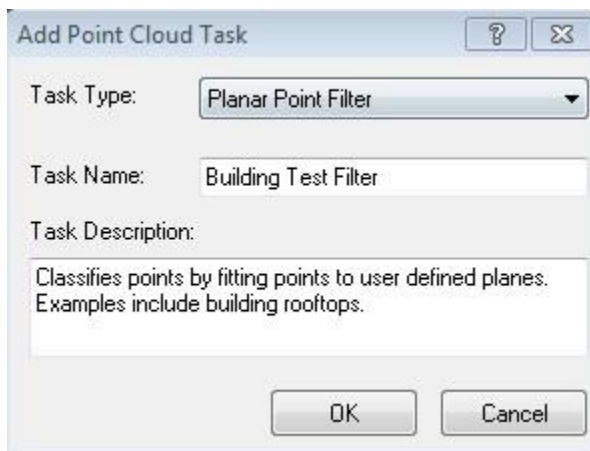 Add Point Cloud Task
Task Type: Planar Point Filter
Task Name: Building Test Filter
Task Description:
Classifies points by fitting points to user defined planes.
Examples include building rooftops.
OK Cancel